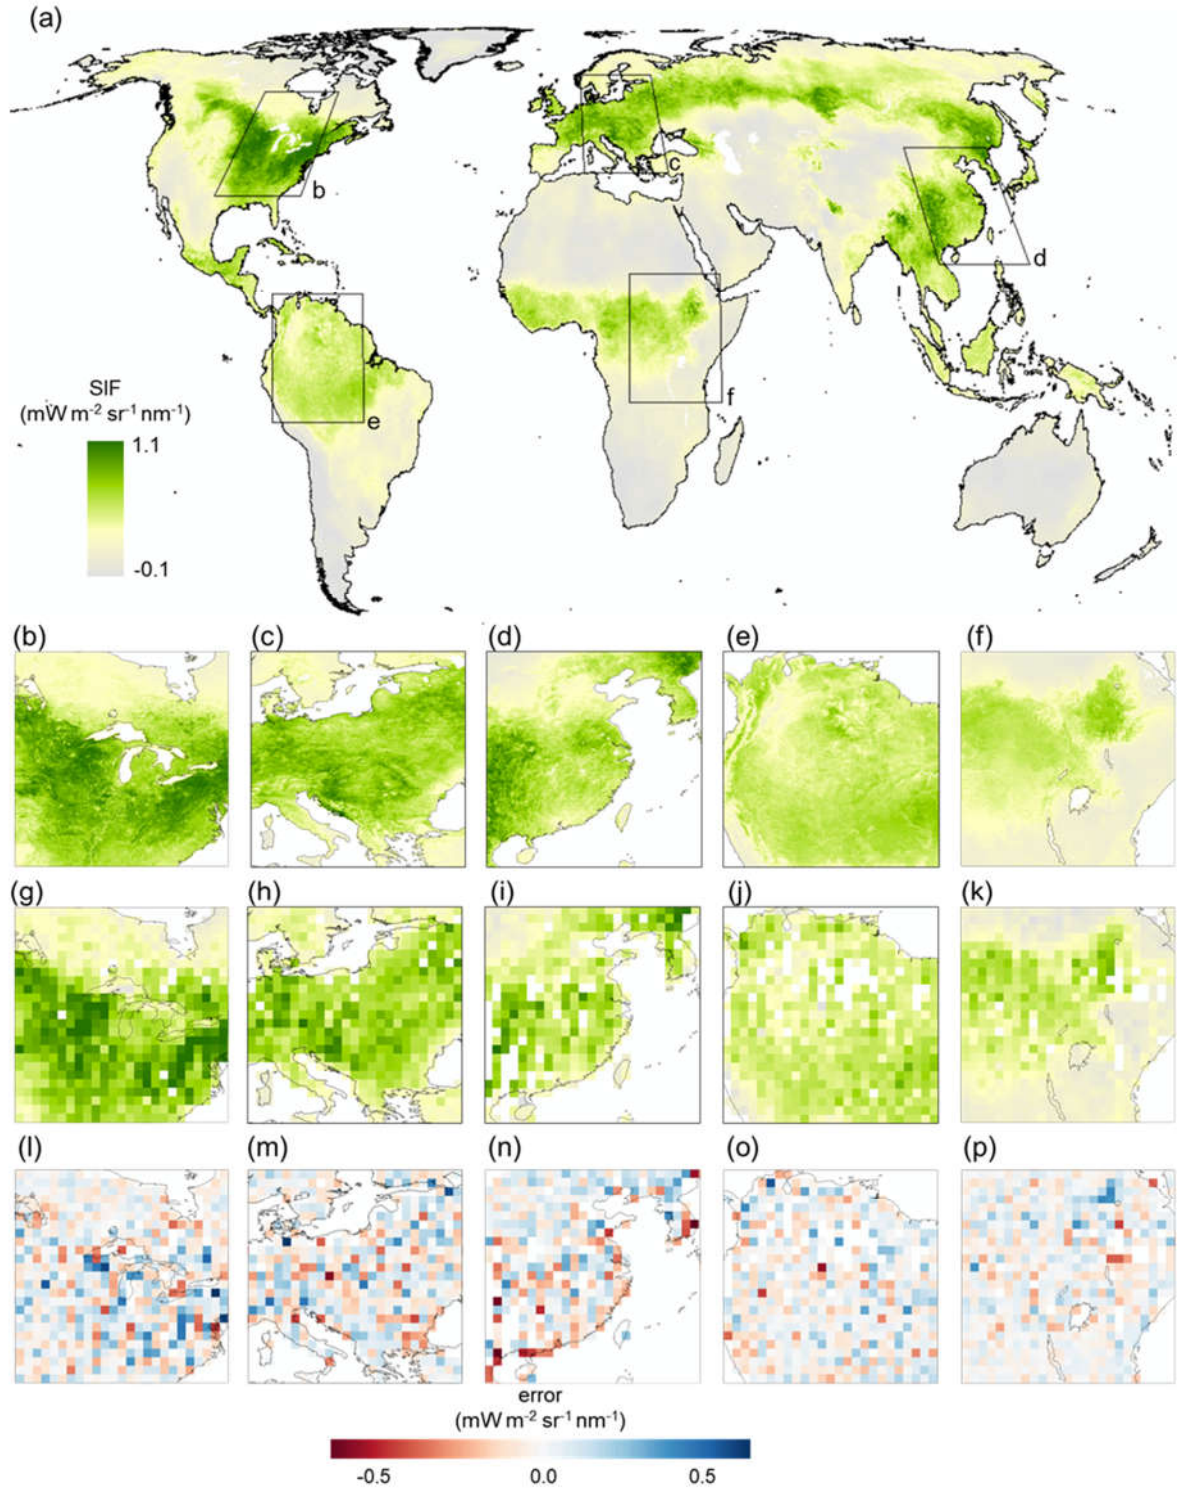 (a)
b
c
d
e
f
SIF
(mW m⁻² sr⁻¹ nm⁻¹)
1.1
-0.1
(b) (c) (d) (e) (f)
(g) (h) (i) (j) (k)
(l) (m) (n) (o) (p)
error
(mW m⁻² sr⁻¹ nm⁻¹)
-0.5 0.0 0.5